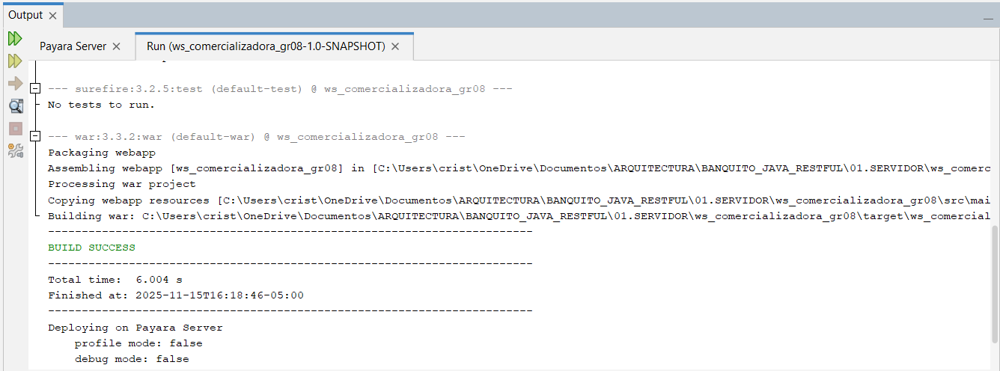 Output
Payara Server
Run (ws_comercializadora_gr08-1.0-SNAPSHOT)
--- surefire:3.2.5:test (default-test) @ ws_comercializadora_gr08 ---
No tests to run.
--- war:3.3.2:war (default-war) @ ws_comercializadora_gr08 ---
Packaging webapp
Assembling webapp [ws_comercializadora_gr08] in [C:\Users\crist\OneDrive\Documentos\ARQUITECTURA\BANQUITO_JAVA_RESTFUL\01.SERVIDOR\ws_comerc
Processing war project
Copying webapp resources [C:\Users\crist\OneDrive\Documentos\ARQUITECTURA\BANQUITO_JAVA_RESTFUL\01.SERVIDOR\ws_comercializadora_gr08\src\mai
Building war: C:\Users\crist\OneDrive\Documentos\ARQUITECTURA\BANQUITO_JAVA_RESTFUL\01.SERVIDOR\ws_comercializadora_gr08\target\ws_comercial
------------------------------------------------------------------------
BUILD SUCCESS
------------------------------------------------------------------------
Total time:  6.004 s
Finished at: 2025-11-15T16:18:46-05:00
------------------------------------------------------------------------
Deploying on Payara Server
    profile mode: false
    debug mode: false